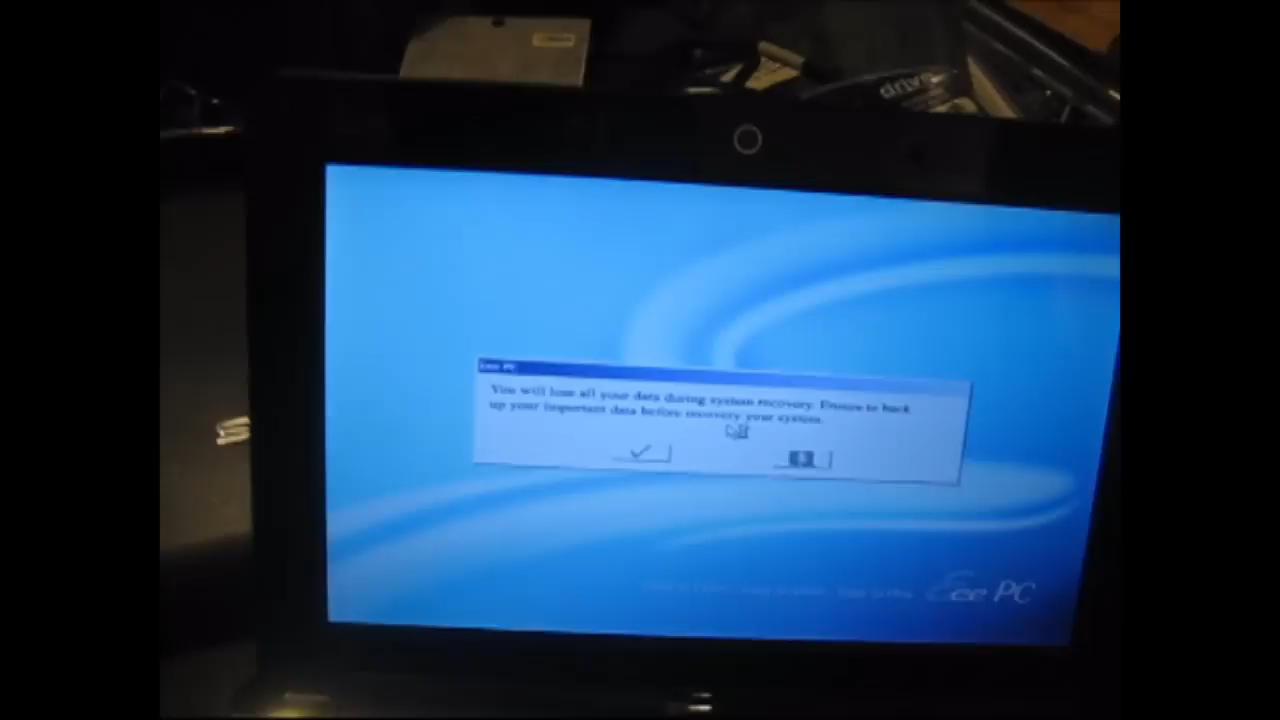 drive
Eee PC
You will lose all your data during system recovery. Ensure to back
up your important data before recovery your system.
Eee PC